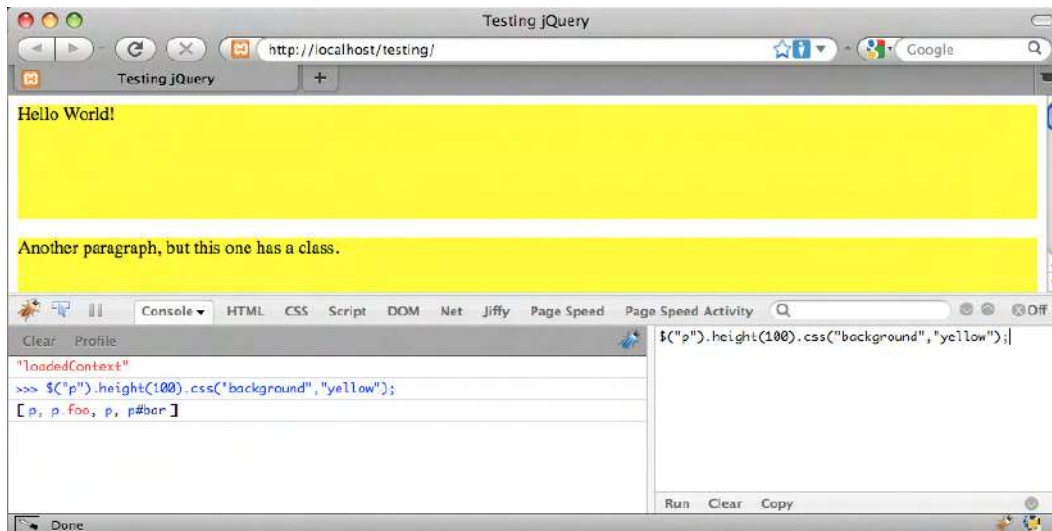 Testing jQuery
http://localhost/testing/
Google
Testing jQuery
+
Hello World!
Another paragraph, but this one has a class.
Console HTML CSS Script DOM Net Jiffy Page Speed Page Speed Activity Off
Clear Profile
"loadedContext"
>>> $("p").height(100).css("background","yellow");
[ p, p.foo, p, p#bar ]
$("p").height(100).css("background","yellow");
Run Clear Copy
Done